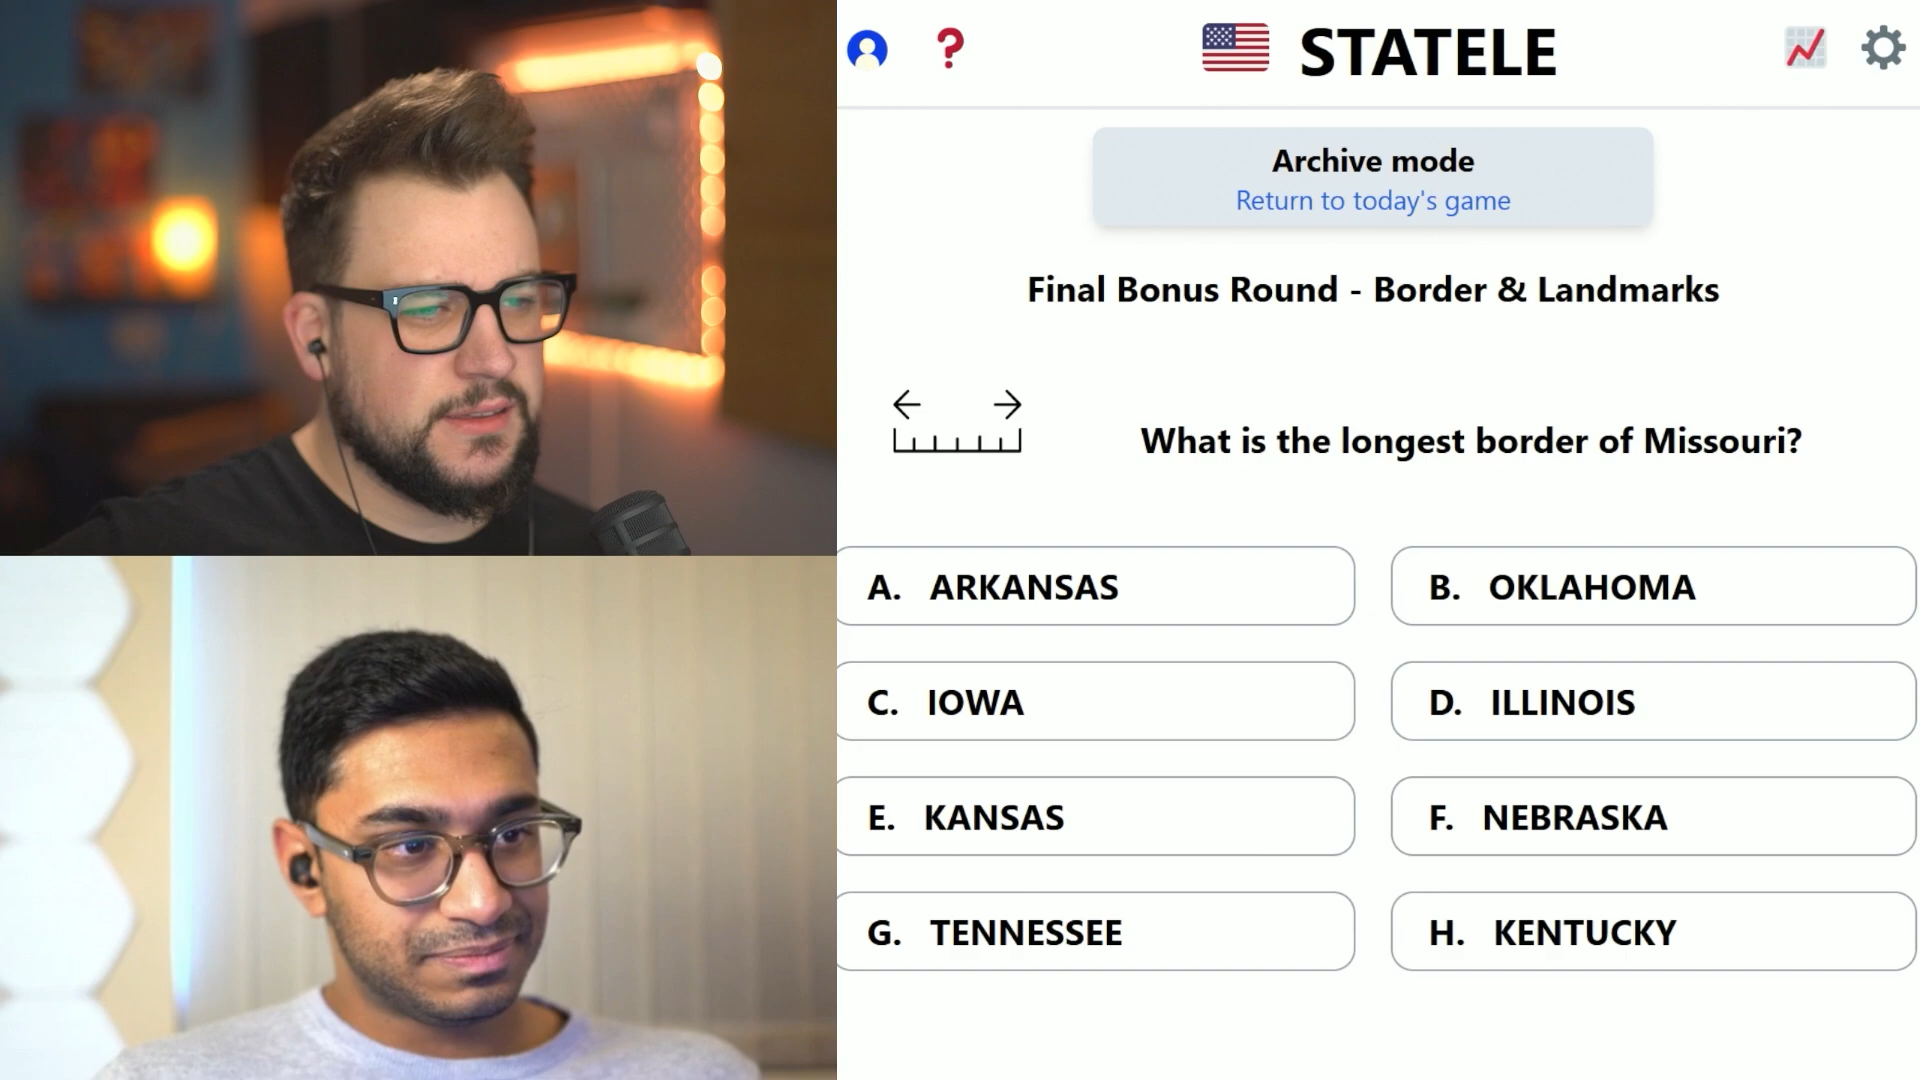 ?
STATELE
Archive mode
Return to today's game
Final Bonus Round - Border & Landmarks
What is the longest border of Missouri?
A. ARKANSAS
B. OKLAHOMA
C. IOWA
D. ILLINOIS
E. KANSAS
F. NEBRASKA
G. TENNESSEE
H. KENTUCKY